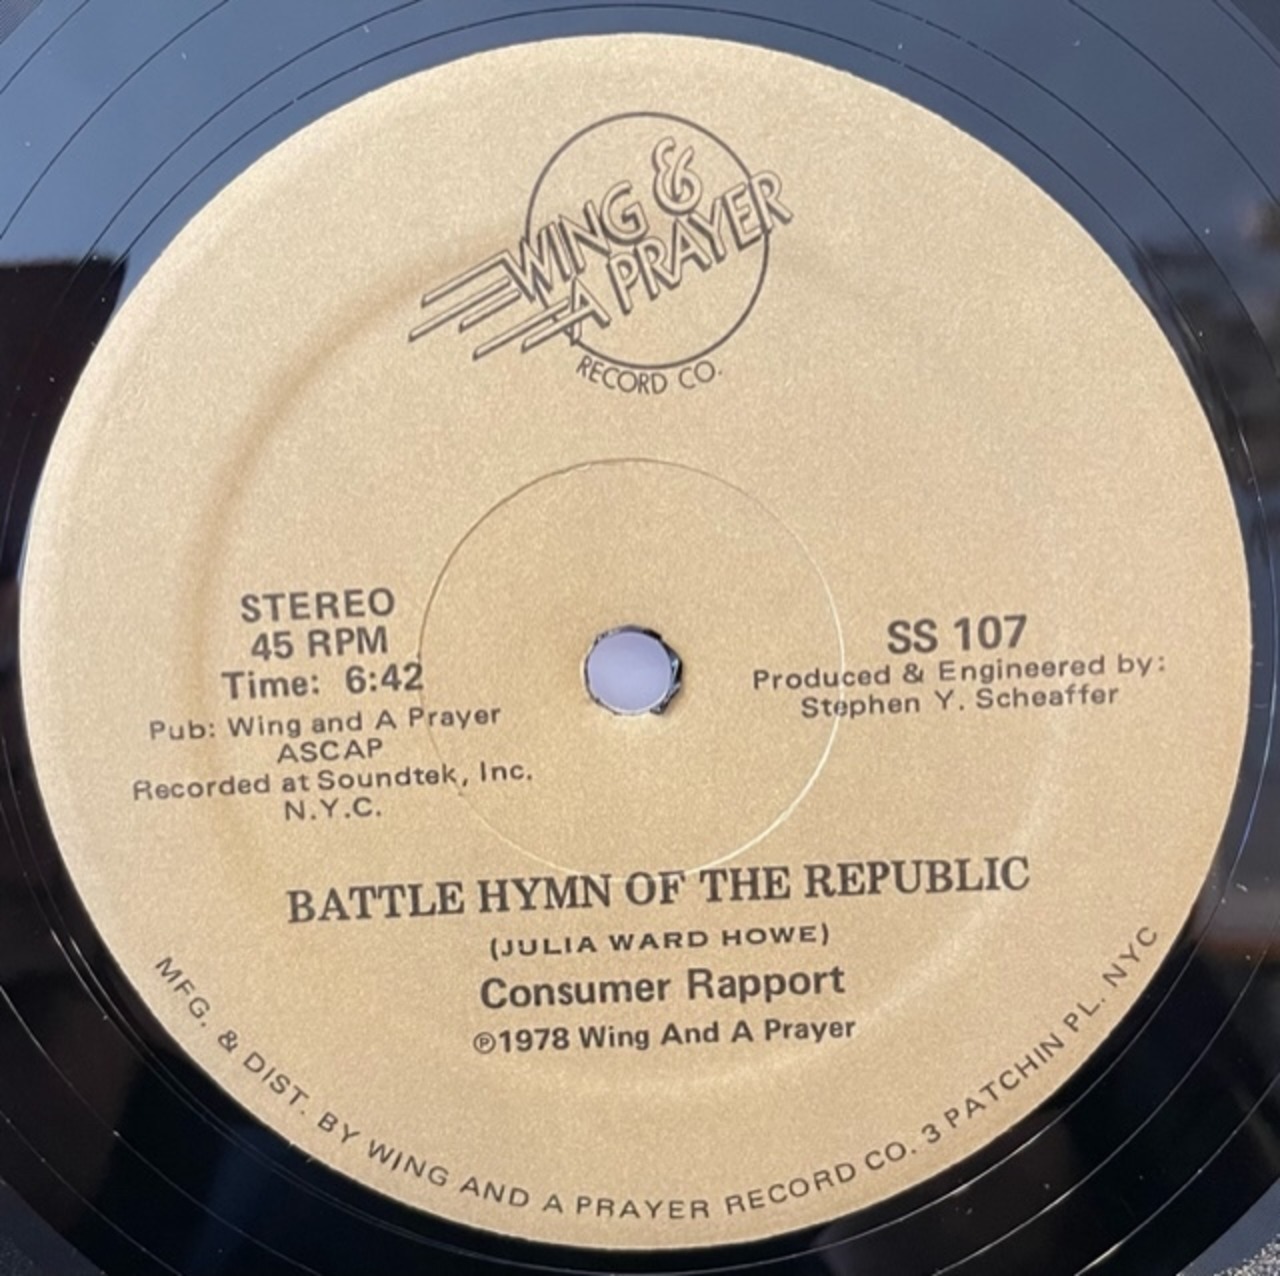 WING &
A PRAYER
RECORD CO.
STEREO
45 RPM
Time: 6:42
Pub: Wing and A Prayer
ASCAP
Recorded at Soundtek, Inc.
N.Y.C.
SS 107
Produced & Engineered by:
Stephen Y. Scheaffer
BATTLE HYMN OF THE REPUBLIC
(JULIA WARD HOWE)
Consumer Rapport
℗1978 Wing And A Prayer
MFG. & DIST. BY WING AND A PRAYER RECORD CO. 3 PATCHIN PL. NYC